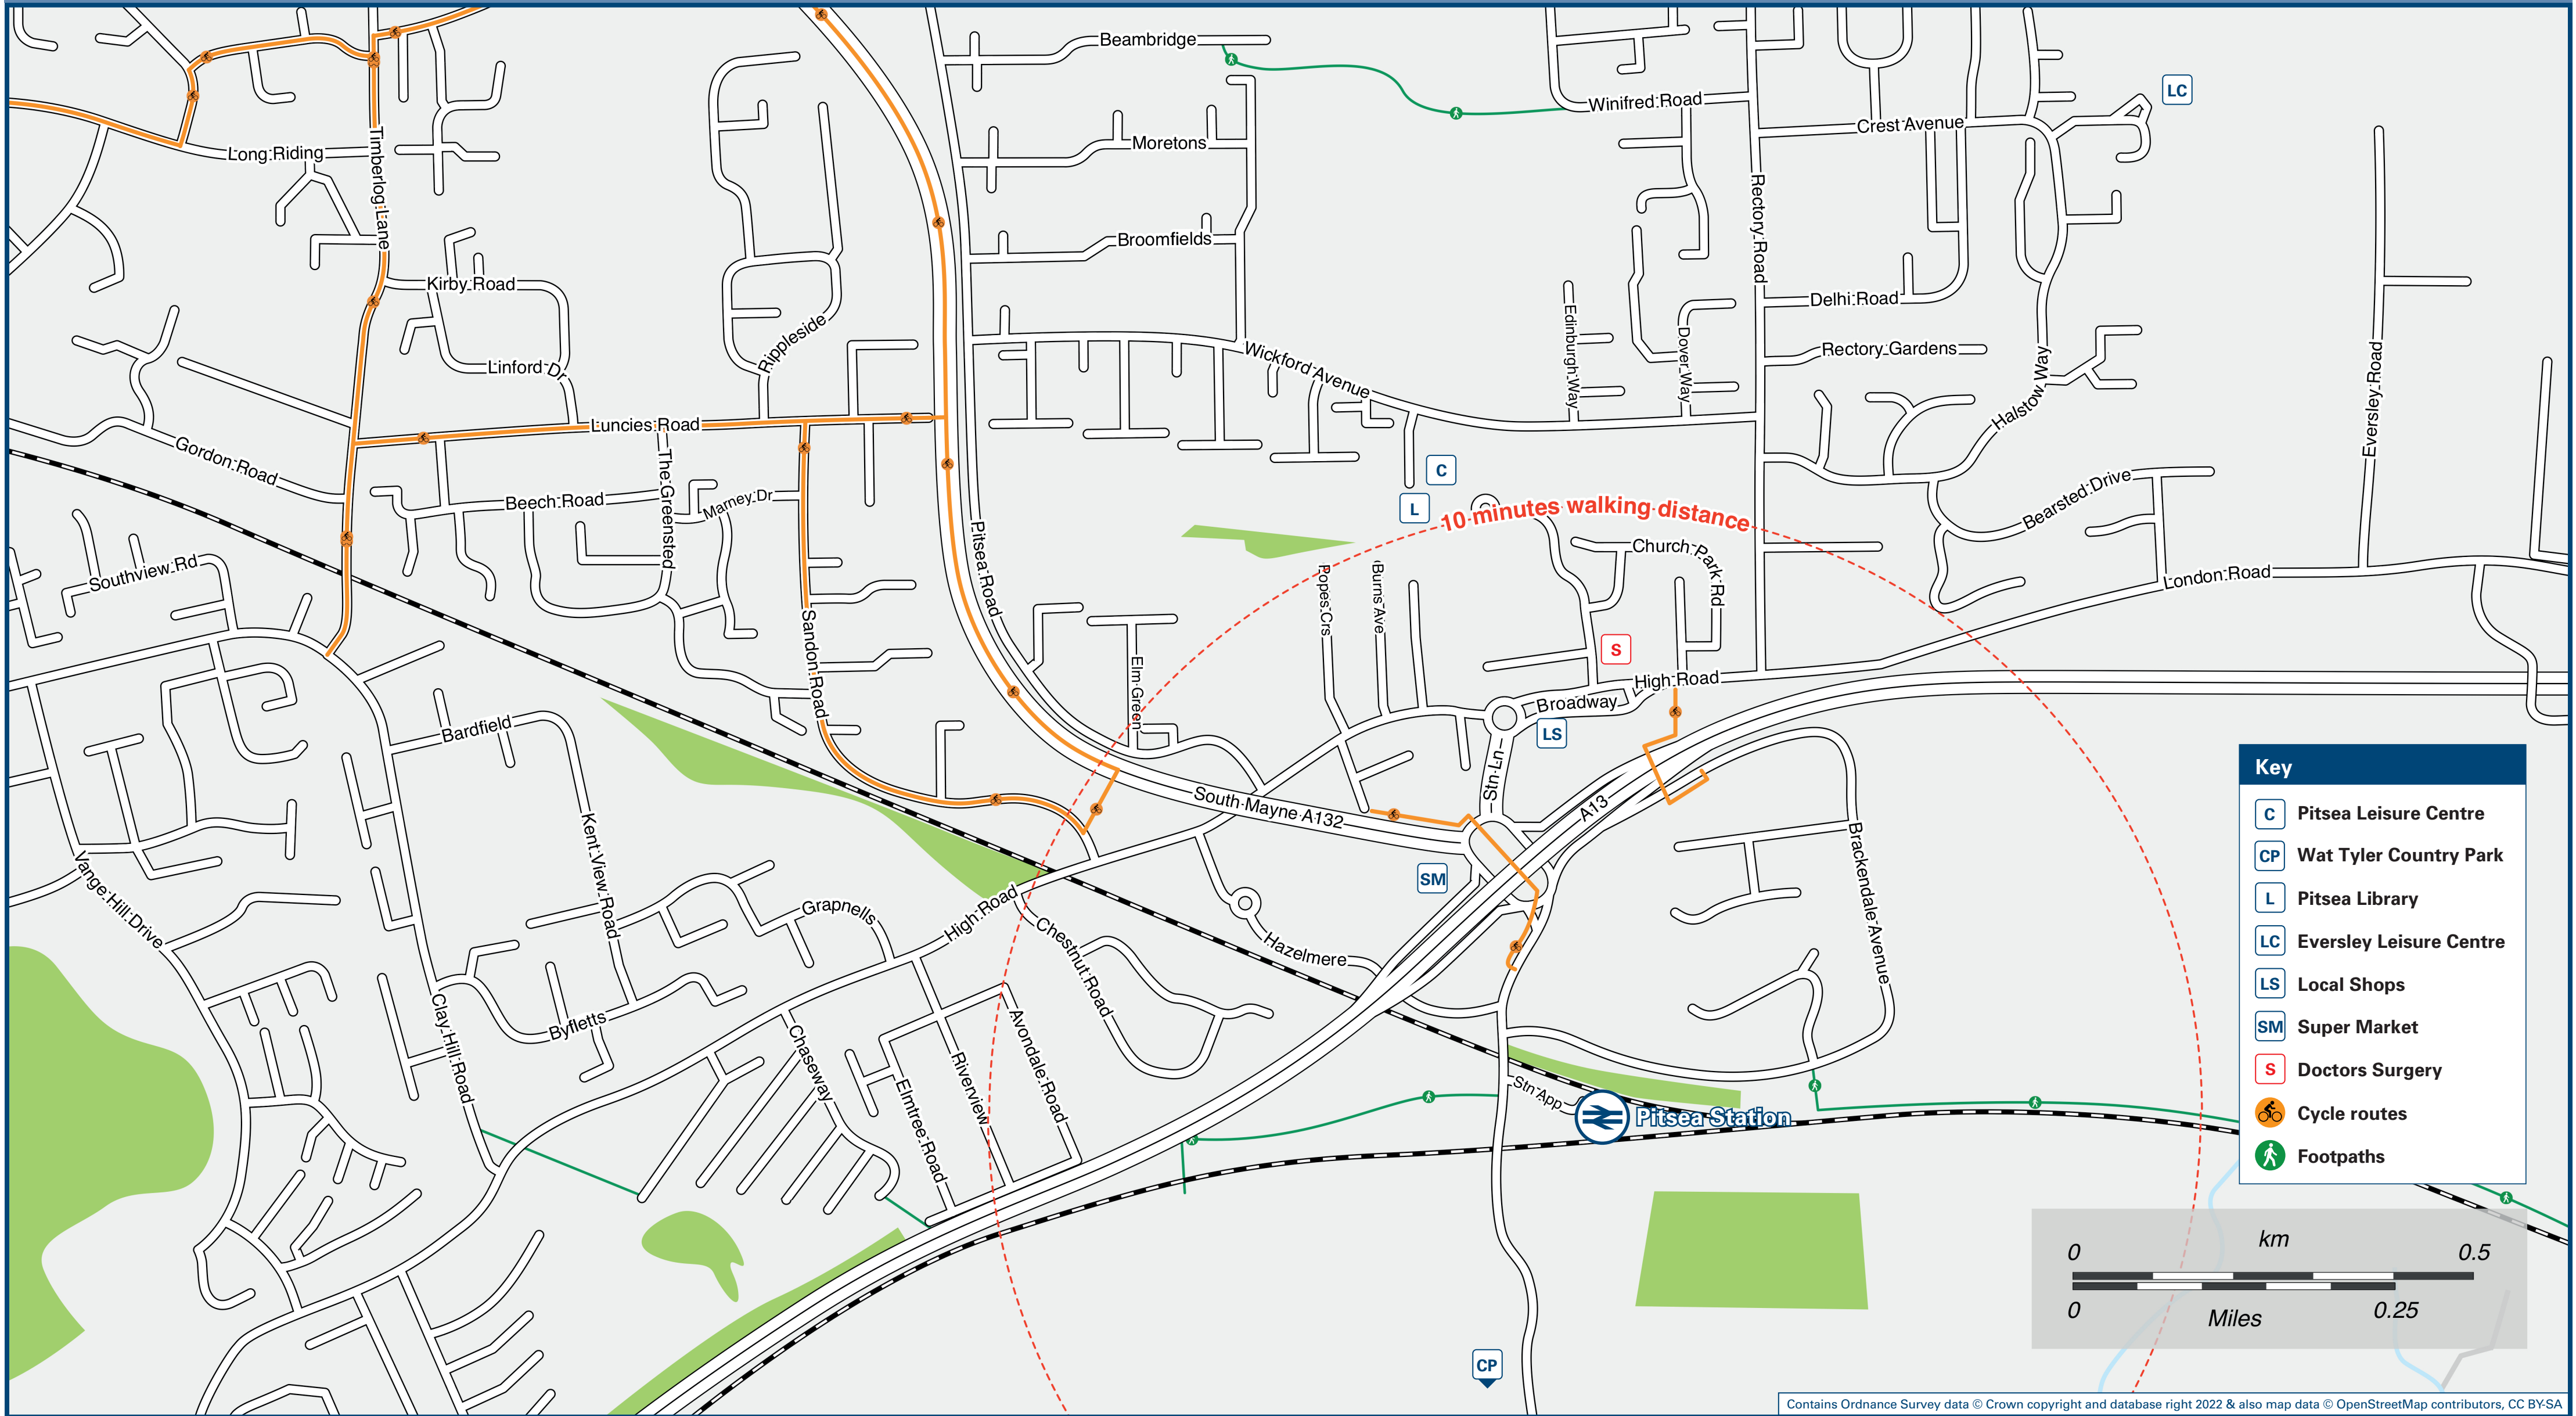 Beambridge
LC
Winifred Road
Crest Avenue
Timberlog Lane
Long Riding
Moretons
Rectory Road
Broomfields
Kirby Road
Delhi Road
Edinburgh Way
Dover Way
Rippleside
Wickford Avenue
Rectory Gardens
Linford Dr
Halstow Way
Eversley Road
Luncies Road
Gordon Road
C
The Greensted
Beech Road
Marney Dr
L
10 minutes walking distance
Bearsted Drive
Pitsea Road
Church Park Rd
Southview Rd
London Road
Popes Crs
Burns Ave
Sandon Road
Elm Green
S
High Road
Broadway
LS
Bardfield
Stn Ln
South Mayne A132
A13
Kent View Road
Brackendale Avenue
Vange Hill Drive
SM
Grapnells
High Road
Chestnut Road
Hazelmere
Clay Hill Road
Byfletts
Chaseway
Avondale Road
Riverview
Elmtree Road
Stn App
Pitsea Station
CP
Key
C Pitsea Leisure Centre
CP Wat Tyler Country Park
L Pitsea Library
LC Eversley Leisure Centre
LS Local Shops
SM Super Market
S Doctors Surgery
Cycle routes
Footpaths
km
0 0.5
0 0.25
Miles
Contains Ordnance Survey data © Crown copyright and database right 2022 & also map data © OpenStreetMap contributors, CC BY-SA